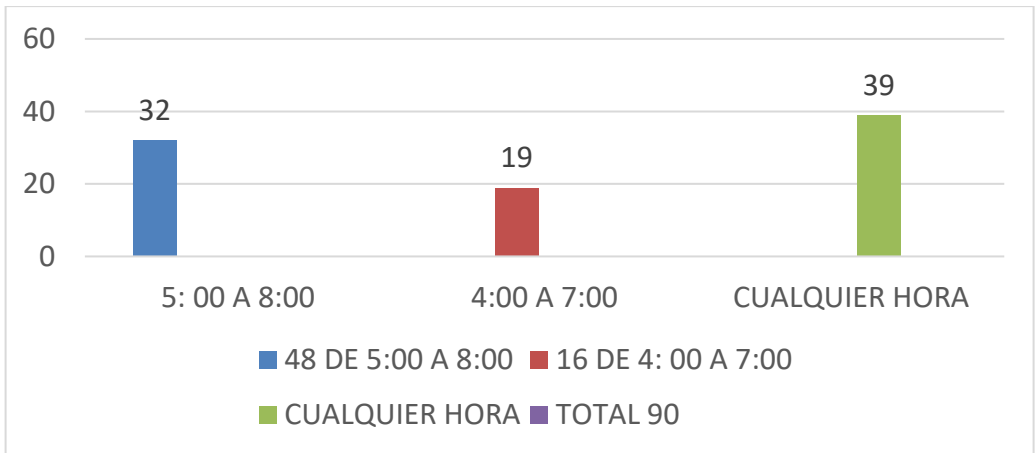 60
39
40
32
19
20
0
5: 00 A 8:00
4:00 A 7:00
CUALQUIER HORA
48 DE 5:00 A 8:00
16 DE 4: 00 A 7:00
CUALQUIER HORA
TOTAL 90